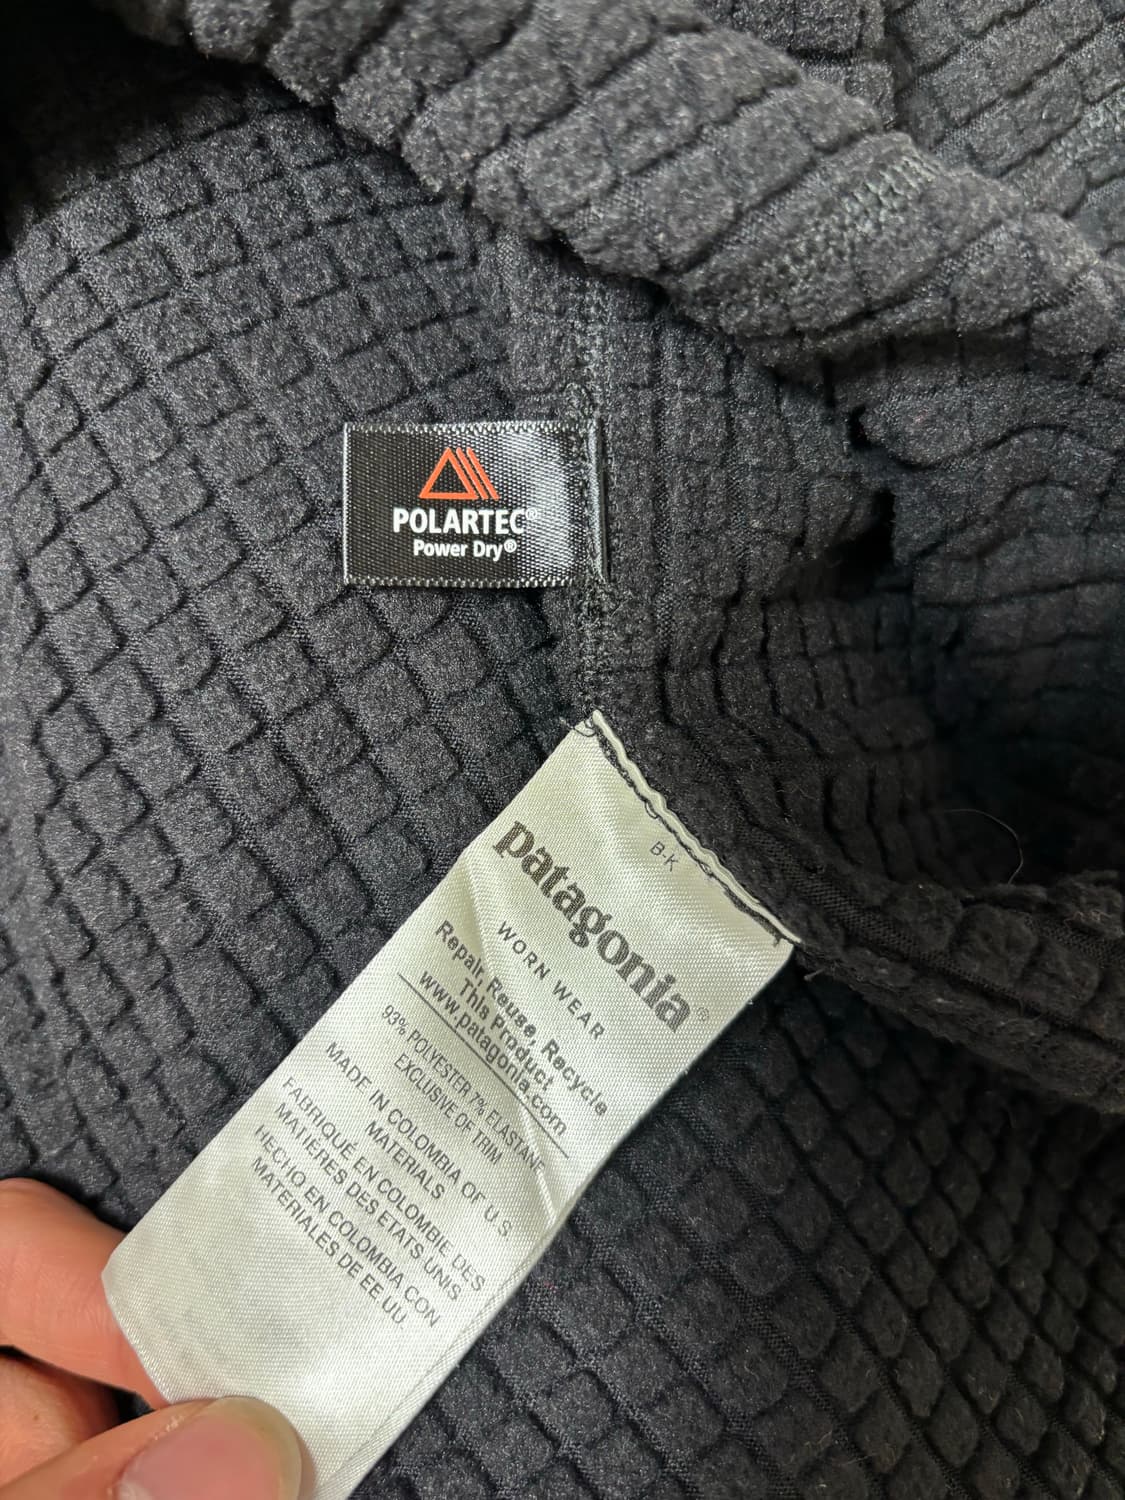 POLARTEC®
Power Dry®
B-K
patagonia®
WORN WEAR
Repair, Reuse, Recycle
This Product
www.patagonia.com
93% POLYESTER 7% ELASTANE
EXCLUSIVE OF TRIM
MADE IN COLOMBIA OF U.S.
MATERIALS
FABRIQUÉ EN COLOMBIE DES
MATIÈRES DES ETATS-UNIS
HECHO EN COLOMBIA CON
MATERIALES DE EE.UU.